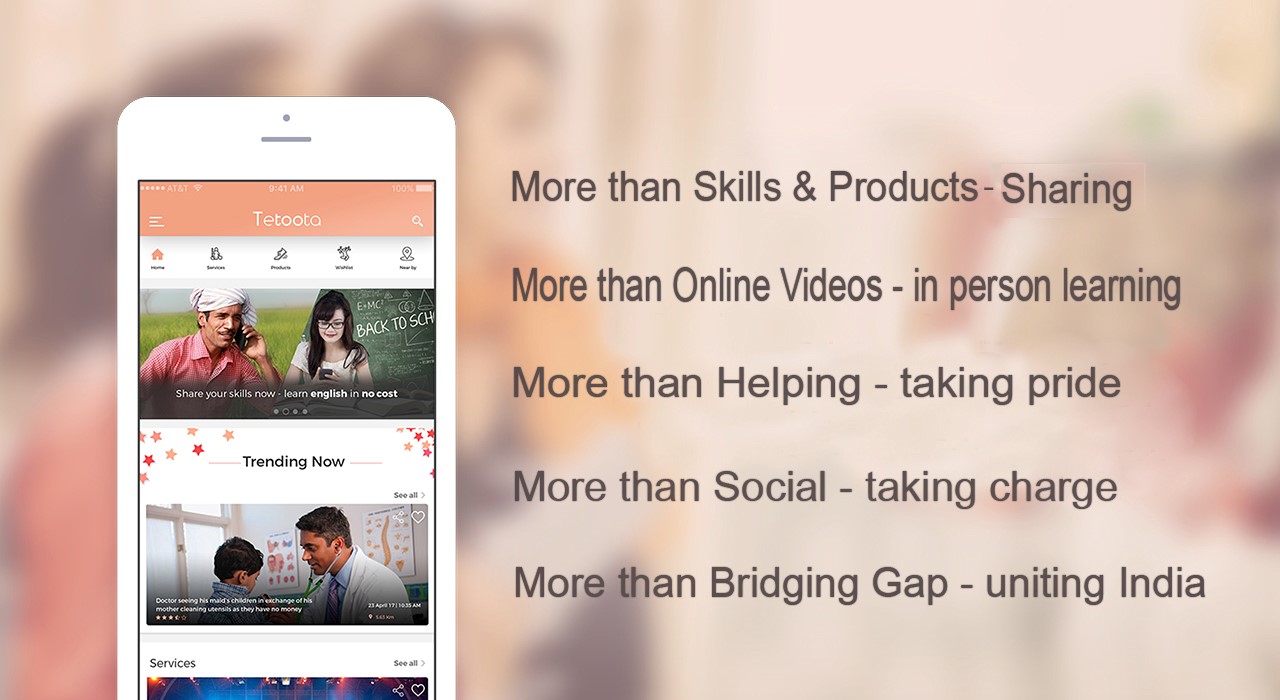 AT&T
9:41 AM
100%
Tetoota
Home
Services
Products
Wishlist
Near by
E=MC²
BACK TO SCH
Share your skills now - learn english in no cost
Trending Now
See all
Doctor seeing his maid's children in exchange of his
mother cleaning utensils as they have no money
23 April 17 | 10:35 AM
5.63 Km
Services
See all
More than Skills & Products - Sharing
More than Online Videos - in person learning
More than Helping - taking pride
More than Social - taking charge
More than Bridging Gap - uniting India